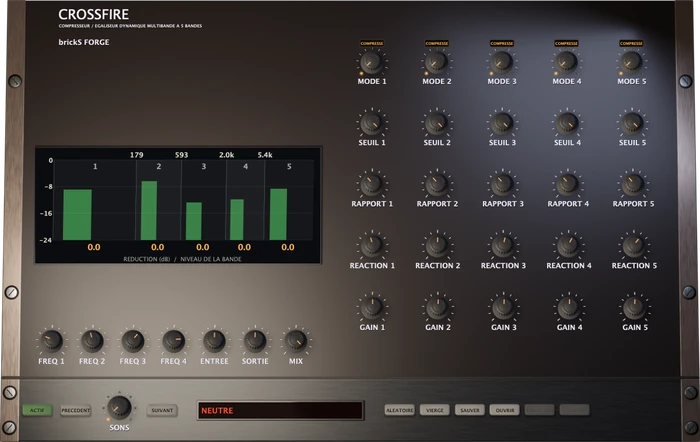 CROSSFIRE
COMPRESSEUR / EGALISEUR DYNAMIQUE MULTIBANDE A 5 BANDES
brickS FORGE
COMPRESSE COMPRESSE COMPRESSE COMPRESSE COMPRESSE
MODE 1 MODE 2 MODE 3 MODE 4 MODE 5
SEUIL 1 SEUIL 2 SEUIL 3 SEUIL 4 SEUIL 5
179 593 2.0k 5.4k
0
1 2 3 4 5
-8
-16
-24
0.0 0.0 0.0 0.0 0.0
REDUCTION (dB) / NIVEAU DE LA BANDE
RAPPORT 1 RAPPORT 2 RAPPORT 3 RAPPORT 4 RAPPORT 5
REACTION 1 REACTION 2 REACTION 3 REACTION 4 REACTION 5
GAIN 1 GAIN 2 GAIN 3 GAIN 4 GAIN 5
FREQ 1 FREQ 2 FREQ 3 FREQ 4 ENTREE SORTIE MIX
ACTIF PRECEDENT SONS SUIVANT NEUTRE ALEATOIRE VIERGE SAUVER OUVRIR